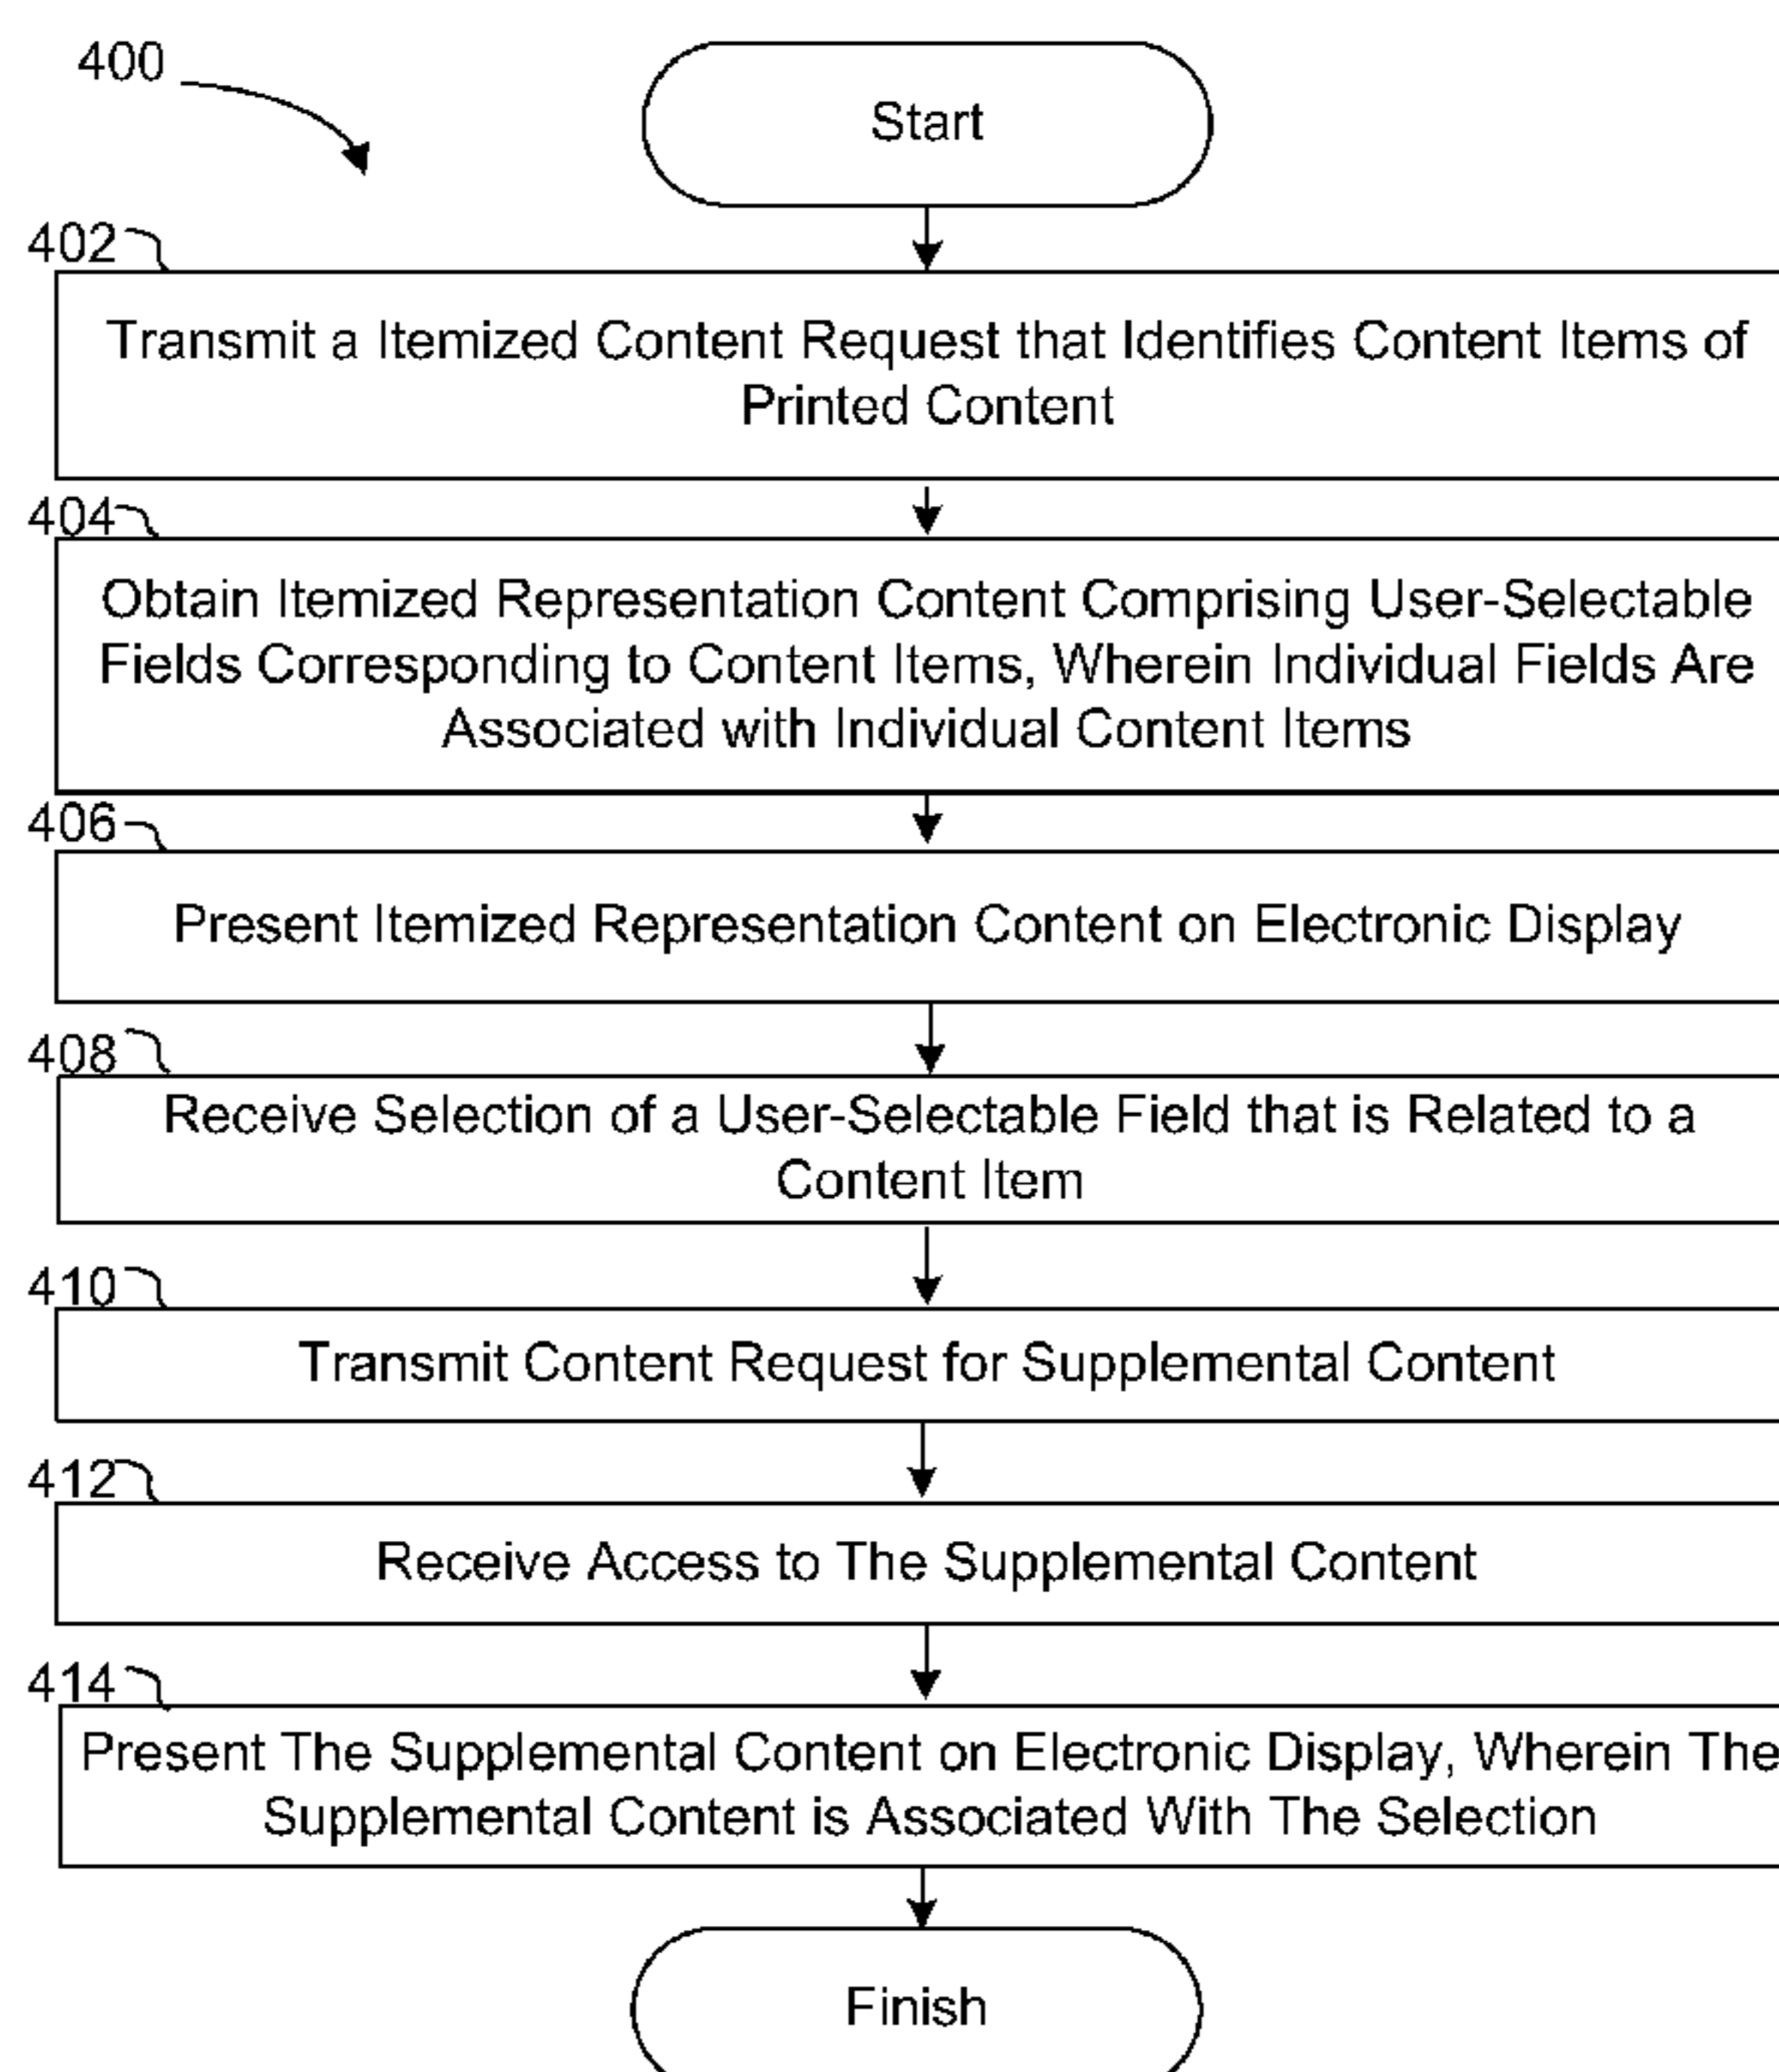 400
Start
402
Transmit a Itemized Content Request that Identifies Content Items of
Printed Content
404
Obtain Itemized Representation Content Comprising User-Selectable
Fields Corresponding to Content Items, Wherein Individual Fields Are
Associated with Individual Content Items
406
Present Itemized Representation Content on Electronic Display
408
Receive Selection of a User-Selectable Field that is Related to a
Content Item
410
Transmit Content Request for Supplemental Content
412
Receive Access to The Supplemental Content
414
Present The Supplemental Content on Electronic Display, Wherein The
Supplemental Content is Associated With The Selection
Finish